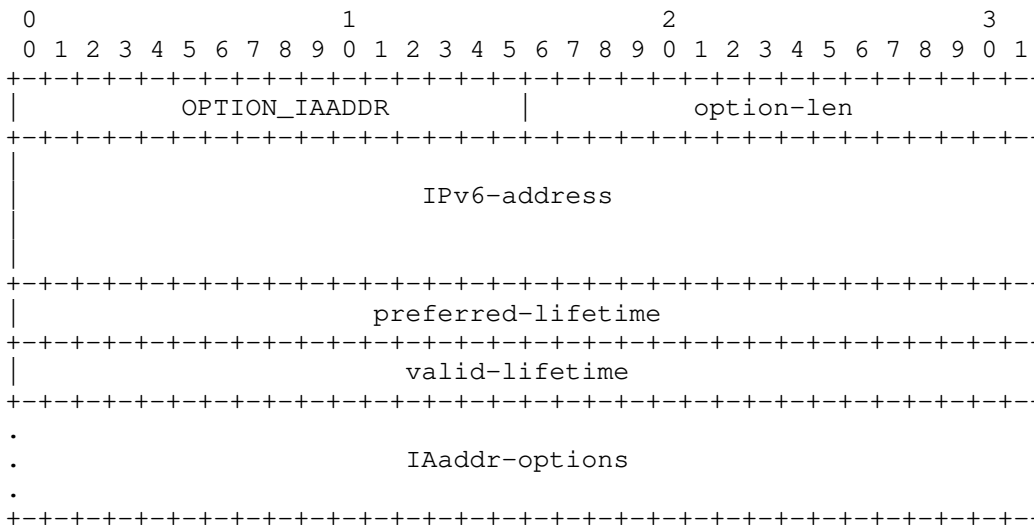 0                   1                   2                   3
 0 1 2 3 4 5 6 7 8 9 0 1 2 3 4 5 6 7 8 9 0 1 2 3 4 5 6 7 8 9 0 1
+-+-+-+-+-+-+-+-+-+-+-+-+-+-+-+-+-+-+-+-+-+-+-+-+-+-+-+-+-+-+-+-
|          OPTION_IAADDR        |          option-len
+-+-+-+-+-+-+-+-+-+-+-+-+-+-+-+-+-+-+-+-+-+-+-+-+-+-+-+-+-+-+-+-
|
|                         IPv6-address
|
|
+-+-+-+-+-+-+-+-+-+-+-+-+-+-+-+-+-+-+-+-+-+-+-+-+-+-+-+-+-+-+-+-
|                      preferred-lifetime
+-+-+-+-+-+-+-+-+-+-+-+-+-+-+-+-+-+-+-+-+-+-+-+-+-+-+-+-+-+-+-+-
|                        valid-lifetime
+-+-+-+-+-+-+-+-+-+-+-+-+-+-+-+-+-+-+-+-+-+-+-+-+-+-+-+-+-+-+-+-
.
.                        IAaddr-options
.
+-+-+-+-+-+-+-+-+-+-+-+-+-+-+-+-+-+-+-+-+-+-+-+-+-+-+-+-+-+-+-+-